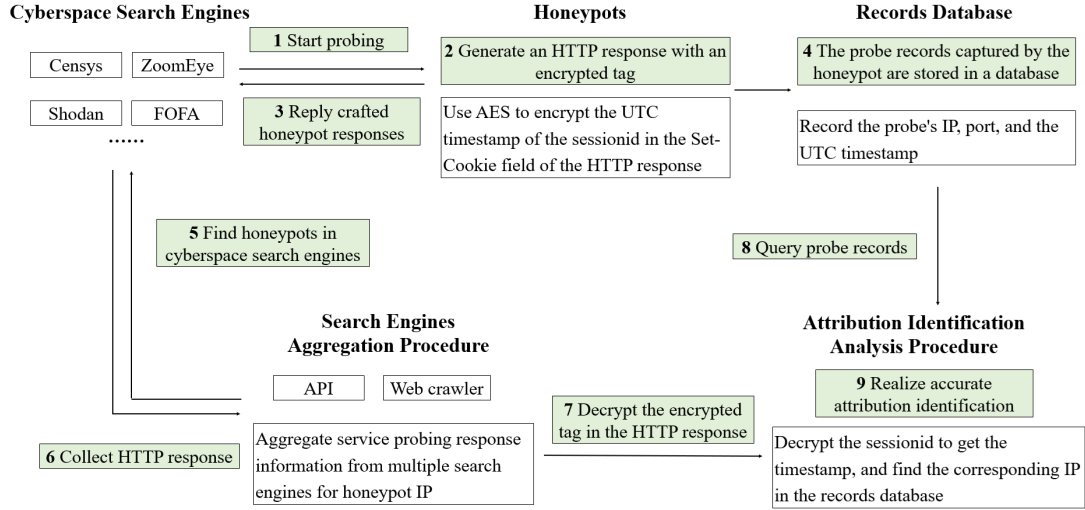 Cyberspace Search Engines
Honeypots
Records Database
1 Start probing
Censys
ZoomEye
Shodan
FOFA
......
3 Reply crafted
honeypot responses
2 Generate an HTTP response with an
encrypted tag
Use AES to encrypt the UTC
timestamp of the sessionid in the Set-
Cookie field of the HTTP response
4 The probe records captured by the
honeypot are stored in a database
Record the probe's IP, port, and the
UTC timestamp
5 Find honeypots in
cyberspace search engines
8 Query probe records
Search Engines
Aggregation Procedure
API
Web crawler
6 Collect HTTP response
Aggregate service probing response
information from multiple search
engines for honeypot IP
7 Decrypt the encrypted
tag in the HTTP response
Attribution Identification
Analysis Procedure
9 Realize accurate
attribution identification
Decrypt the sessionid to get the
timestamp, and find the corresponding IP
in the records database